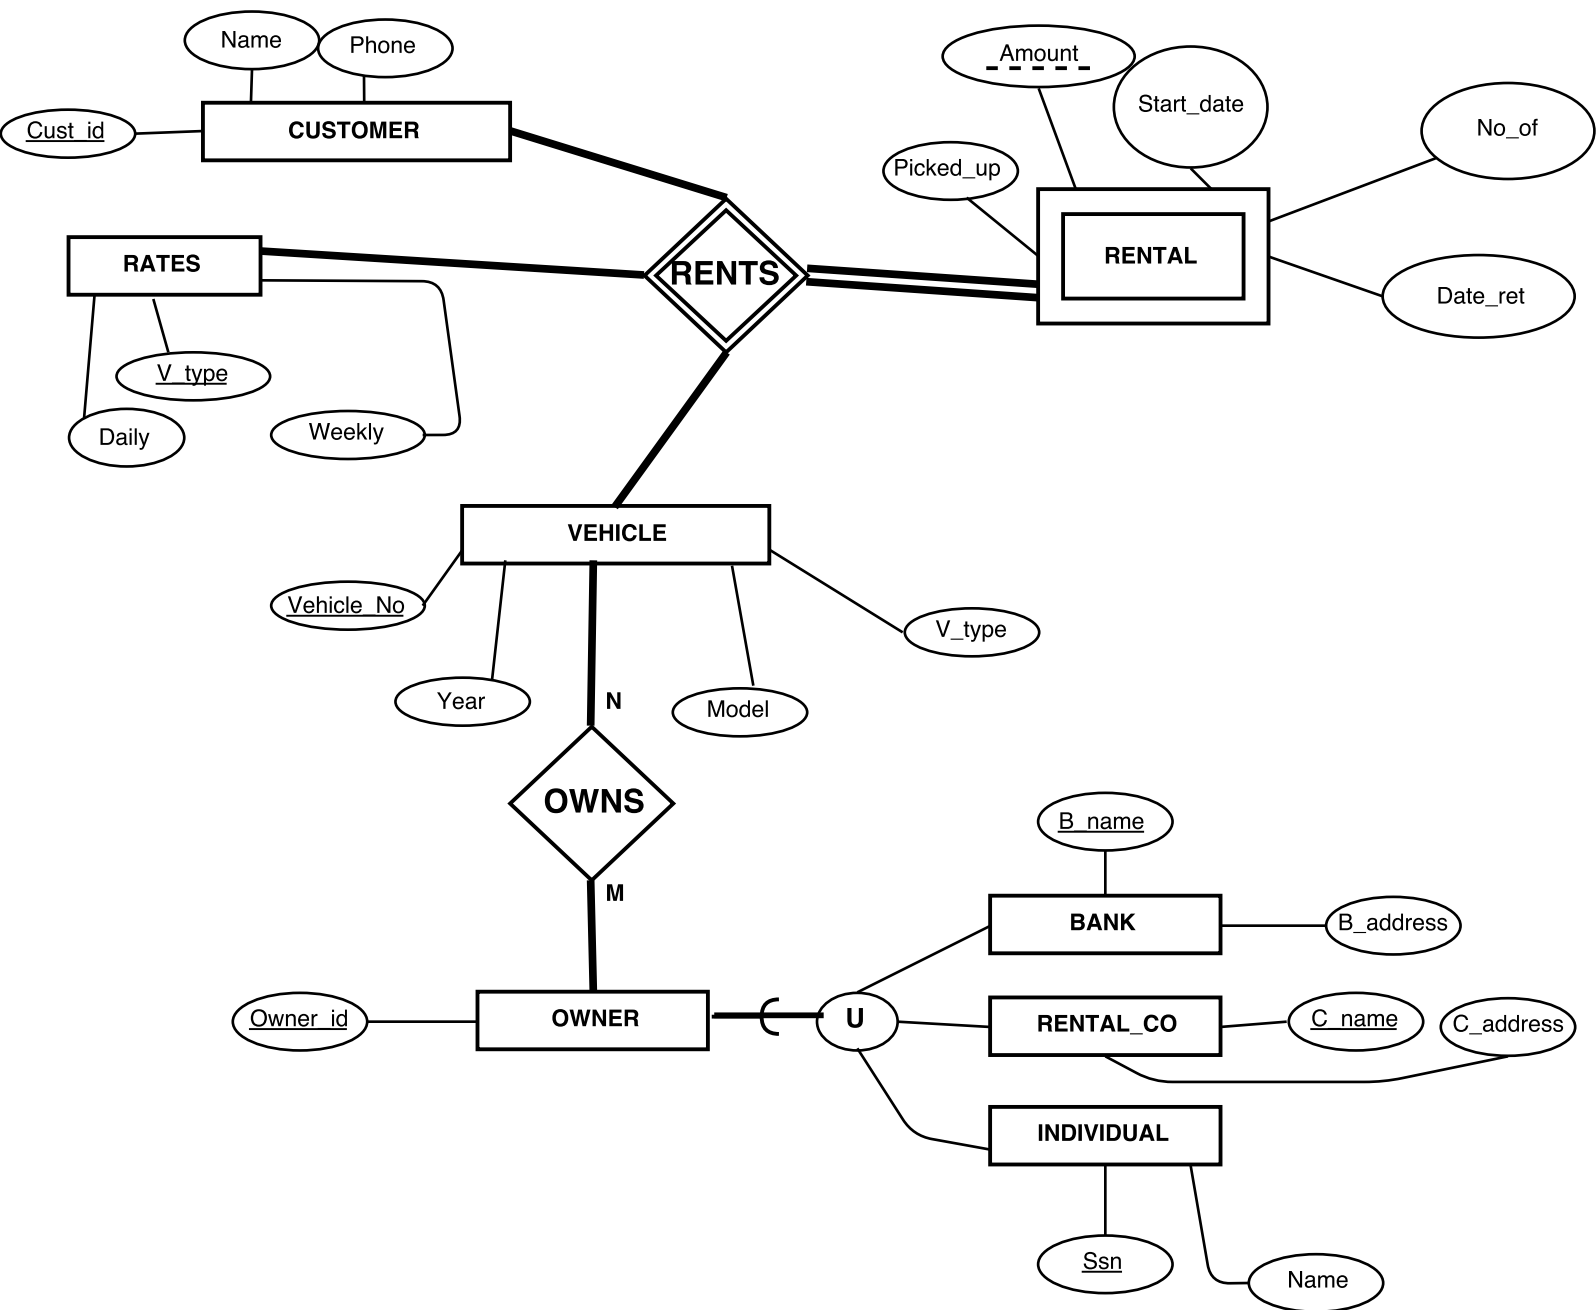 Name
Phone
Cust_id
CUSTOMER
Amount
Start_date
No_of
Picked_up
RENTAL
Date_ret
RATES
RENTS
V_type
Daily
Weekly
VEHICLE
Vehicle_No
Year
N
Model
V_type
OWNS
M
B_name
BANK
B_address
Owner_id
OWNER
U
RENTAL_CO
C_name
C_address
INDIVIDUAL
Ssn
Name